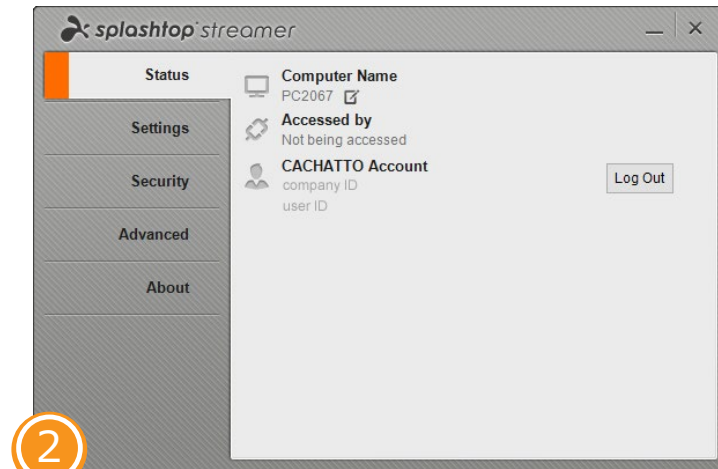 splashtop streamer
Status
Computer Name
PC2067
Settings
Accessed by
Not being accessed
Security
CACHATTO Account
company ID
Log Out
user ID
Advanced
About
2